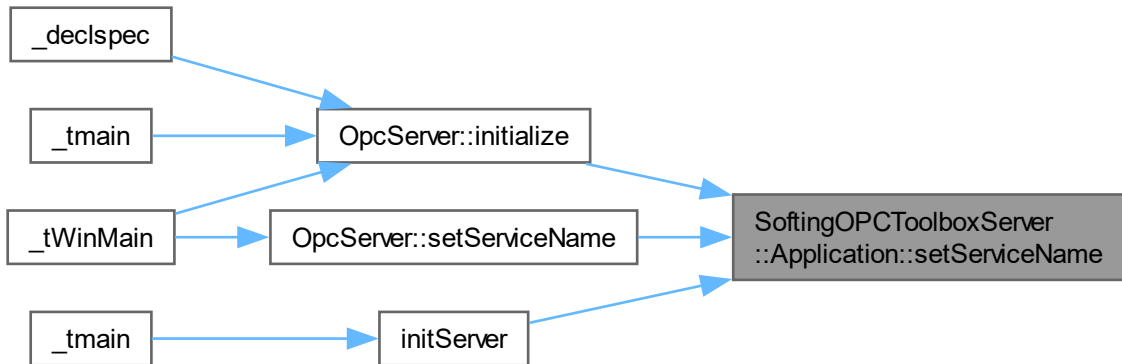 _declspec
_tmain
OpcServer::initialize
_tWinMain
OpcServer::setServiceName
SoftingOPCToolboxServer
::Application::setServiceName
_tmain
initServer